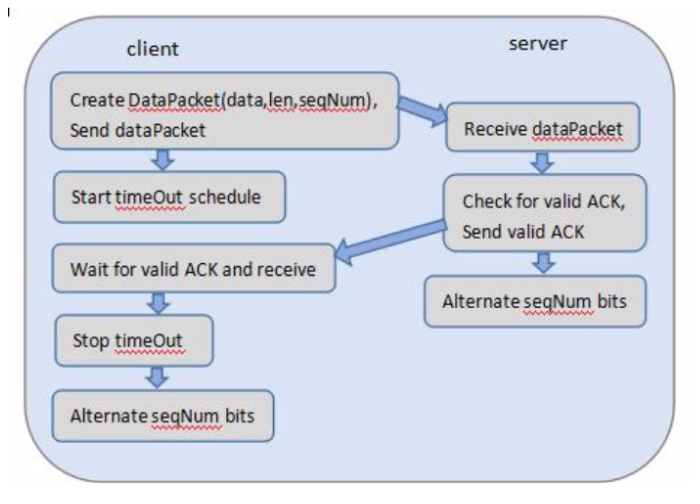 client
server
Create DataPacket(data,len,seqNum),
Send dataPacket
Receive dataPacket
Start timeOut schedule
Check for valid ACK,
Send valid ACK
Wait for valid ACK and receive
Alternate seqNum bits
Stop timeOut
Alternate seqNum bits